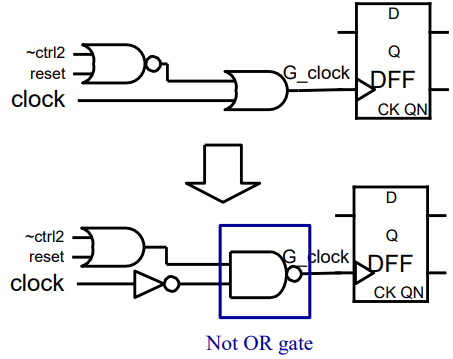 D
~ctrl2
Q
reset
G_clock
DFF
clock
CK QN
D
~ctrl2
Q
reset
G_clock
DFF
clock
CK QN
Not OR gate